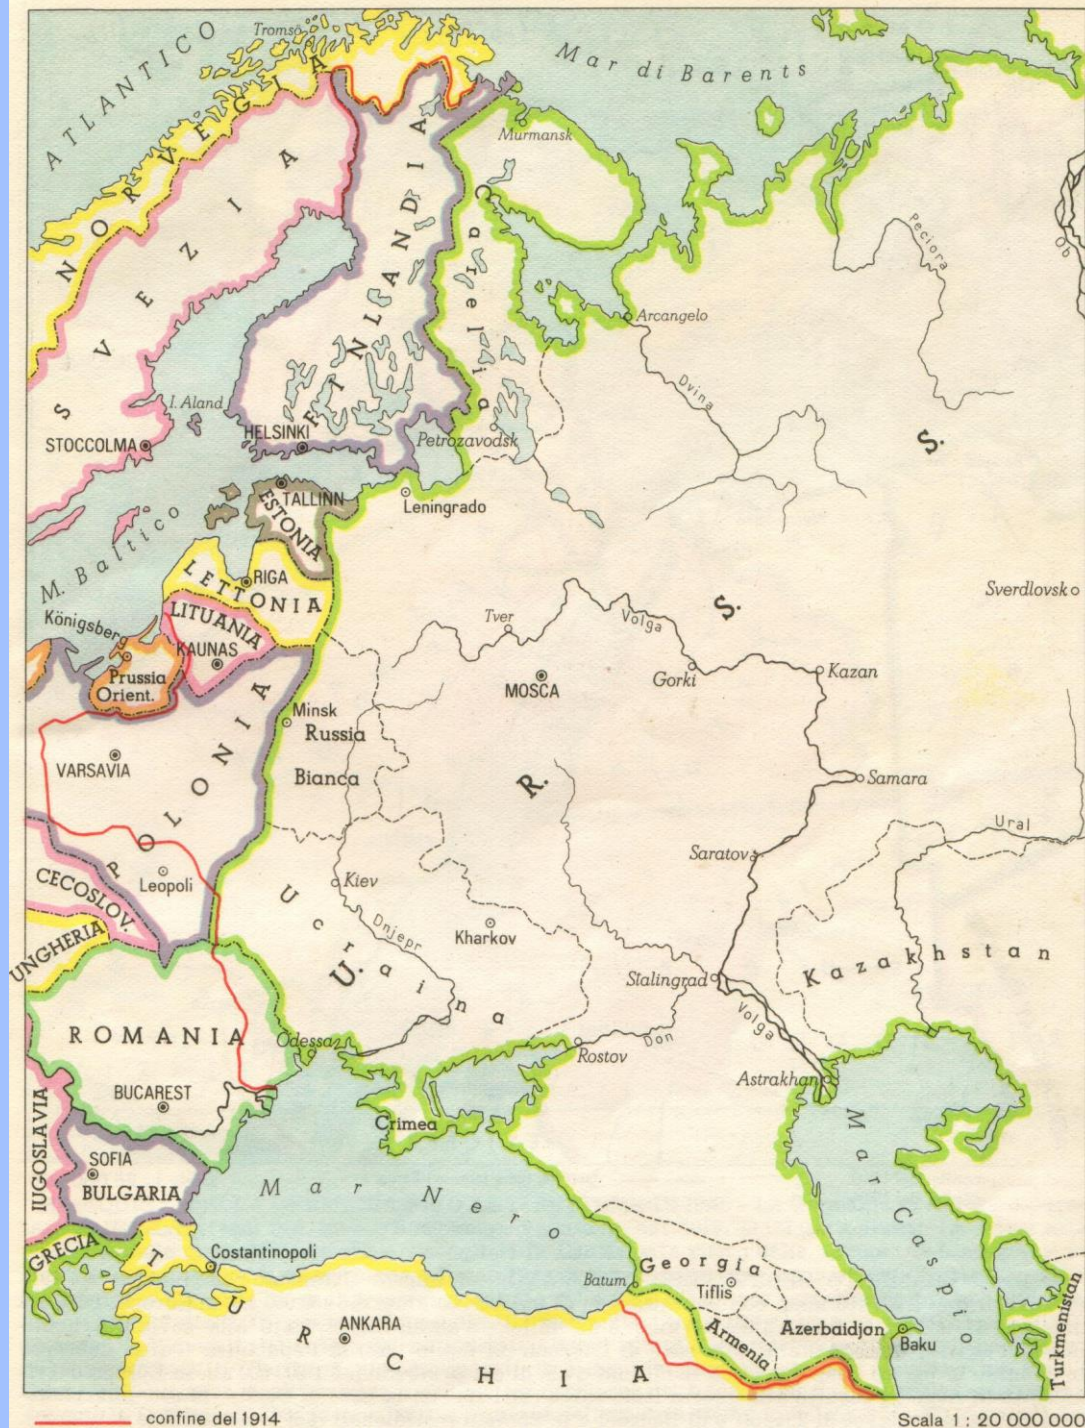 Tromsö
ATLANTICO
Mar di Barents
NORVEGIA
Murmansk
SVEZIA
FINLANDIA
Carelia
Peciora
Ob
Arcangelo
Dvina
I. Aland
STOCCOLMA
HELSINKI
Petrozavodsk
S.
TALLINN
Leningrado
ESTONIA
M. Baltico
RIGA
LETTONIA
Sverdlovsk
S.
Königsberg
LITUANIA
Tver
Volga
KAUNAS
Prussia
Orient.
MOSCA
Gorki
Kazan
Minsk
Russia
Bianca
VARSAVIA
POLONIA
R.
Samara
Ural
Saratova
CECOSLOV.
Leopoli
Kiev
Ucraina
Dnjepr
Kharkov
UNGHERIA
Kazakhstan
U.
Stalingrad
Volga
ROMANIA
Odessa
Rostov
Don
Astrakhan
BUCAREST
Crimea
IUGOSLAVIA
SOFIA
BULGARIA
Mar Nero
Mar Caspio
GRECIA
Costantinopoli
Georgia
Batum
Tiflis
TURCHIA
ANKARA
Armenia
Azerbaidjan
Baku
Turkmenistan
confine del 1914
Scala 1 : 20 000 000